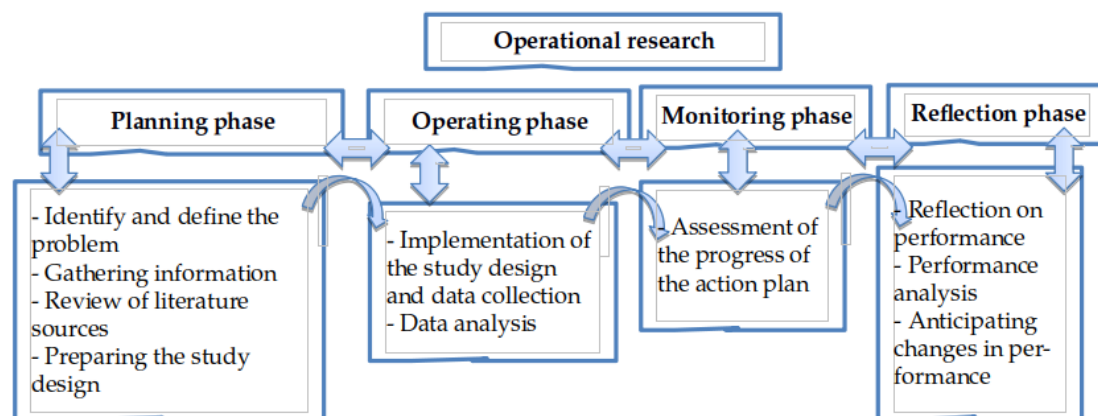 Operational research
Planning phase
Operating phase
Monitoring phase
Reflection phase
- Identify and define the
problem
- Gathering information
- Review of literature
sources
- Preparing the study
design
- Implementation of
the study design
and data collection
- Data analysis
- Assessment of
the progress of
the action plan
- Reflection on
performance
- Performance
analysis
- Anticipating
changes in per-
formance